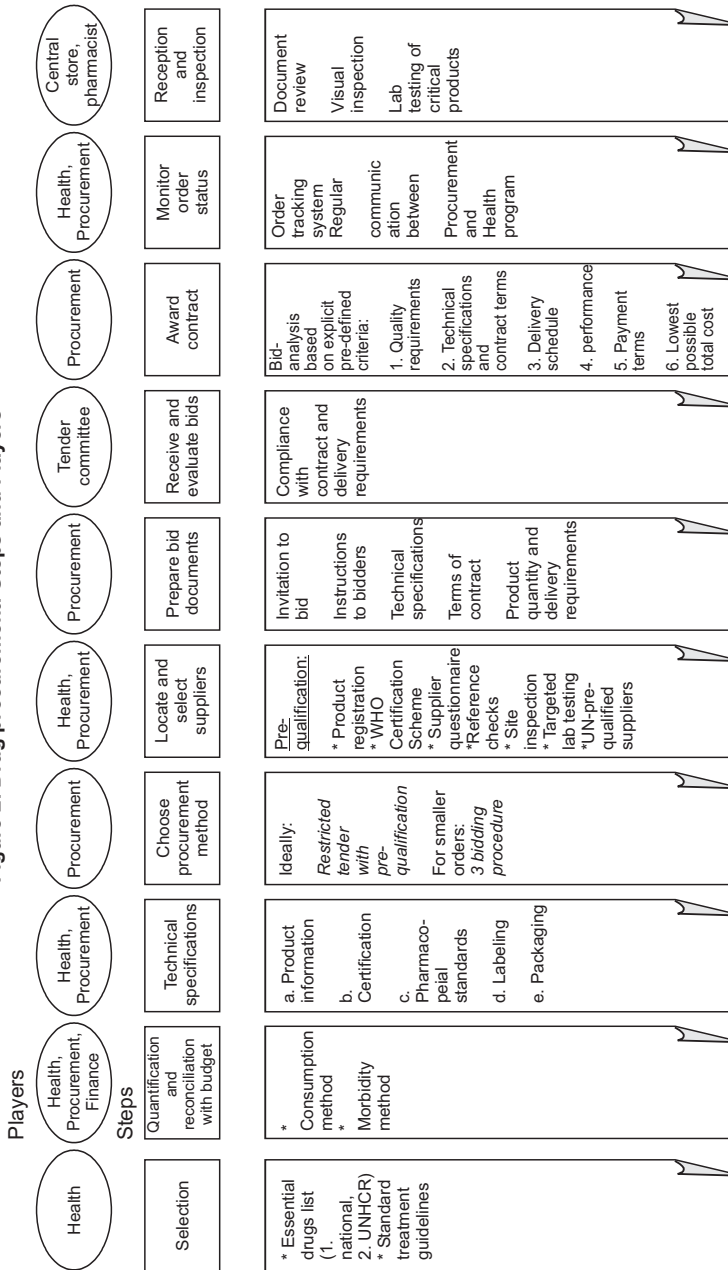 Players
Health
Health,
Procurement,
Finance
Health,
Procurement
Procurement
Health,
Procurement
Procurement
Tender
committee
Procurement
Health,
Procurement
Central
store,
pharmacist
Steps
Selection
Quantification
and
reconciliation
with budget
Technical
specifications
Choose
procurement
method
Locate and
select
suppliers
Prepare bid
documents
Receive and
evaluate bids
Award
contract
Monitor
order
status
Reception
and
inspection
* Essential
drugs list
(1.
national,
2. UNHCR)
* Standard
treatment
guidelines
*
Consumption
method
*
Morbidity
method
a. Product
information
b.
Certification
c.
Pharmaco-
peial
standards
d. Labeling
e. Packaging
Ideally:
Restricted
tender
with
pre-
qualification
For smaller
orders:
3 bidding
procedure
Pre-
qualification:
* Product
registration
* WHO
Certification
Scheme
* Supplier
questionnaire
*Reference
checks
* Site
inspection
* Targeted
lab testing
*UN-pre-
qualified
suppliers
Invitation to
bid
Instructions
to bidders
Technical
specifications
Terms of
contract
Product
quantity and
delivery
requirements
Compliance
with
contract and
delivery
requirements
Bid-
analysis
based
on explicit
pre-defined
criteria:
1. Quality
requirements
2. Technical
specifications
and
contract terms
3. Delivery
schedule
4. performance
5. Payment
terms
6. Lowest
possible
total cost
Order
tracking
system
Regular
communic
ation
between
Procurement
and
Health
program
Document
review
Visual
inspection
Lab
testing of
critical
products